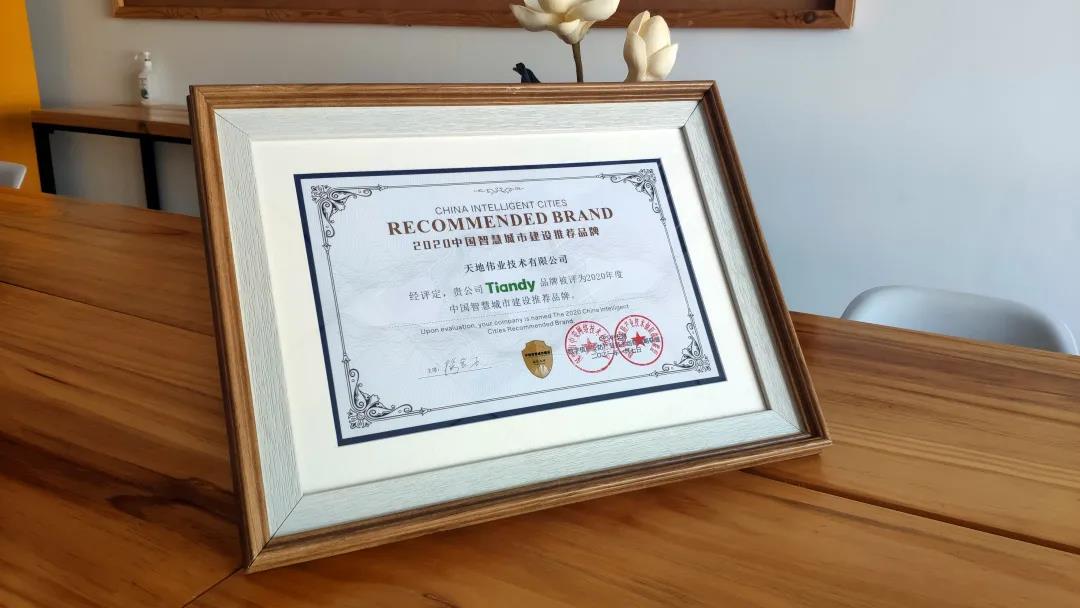 CHINA INTELLIGENT CITIES
RECOMMENDED BRAND
2020中国智慧城市建设推荐品牌
天地伟业技术有限公司
经评定，贵公司 Tiandy 品牌被评为2020年度
中国智慧城市建设推荐品牌。
Upon evaluation, your company is named The 2020 China Intelligent
Cities Recommended Brand